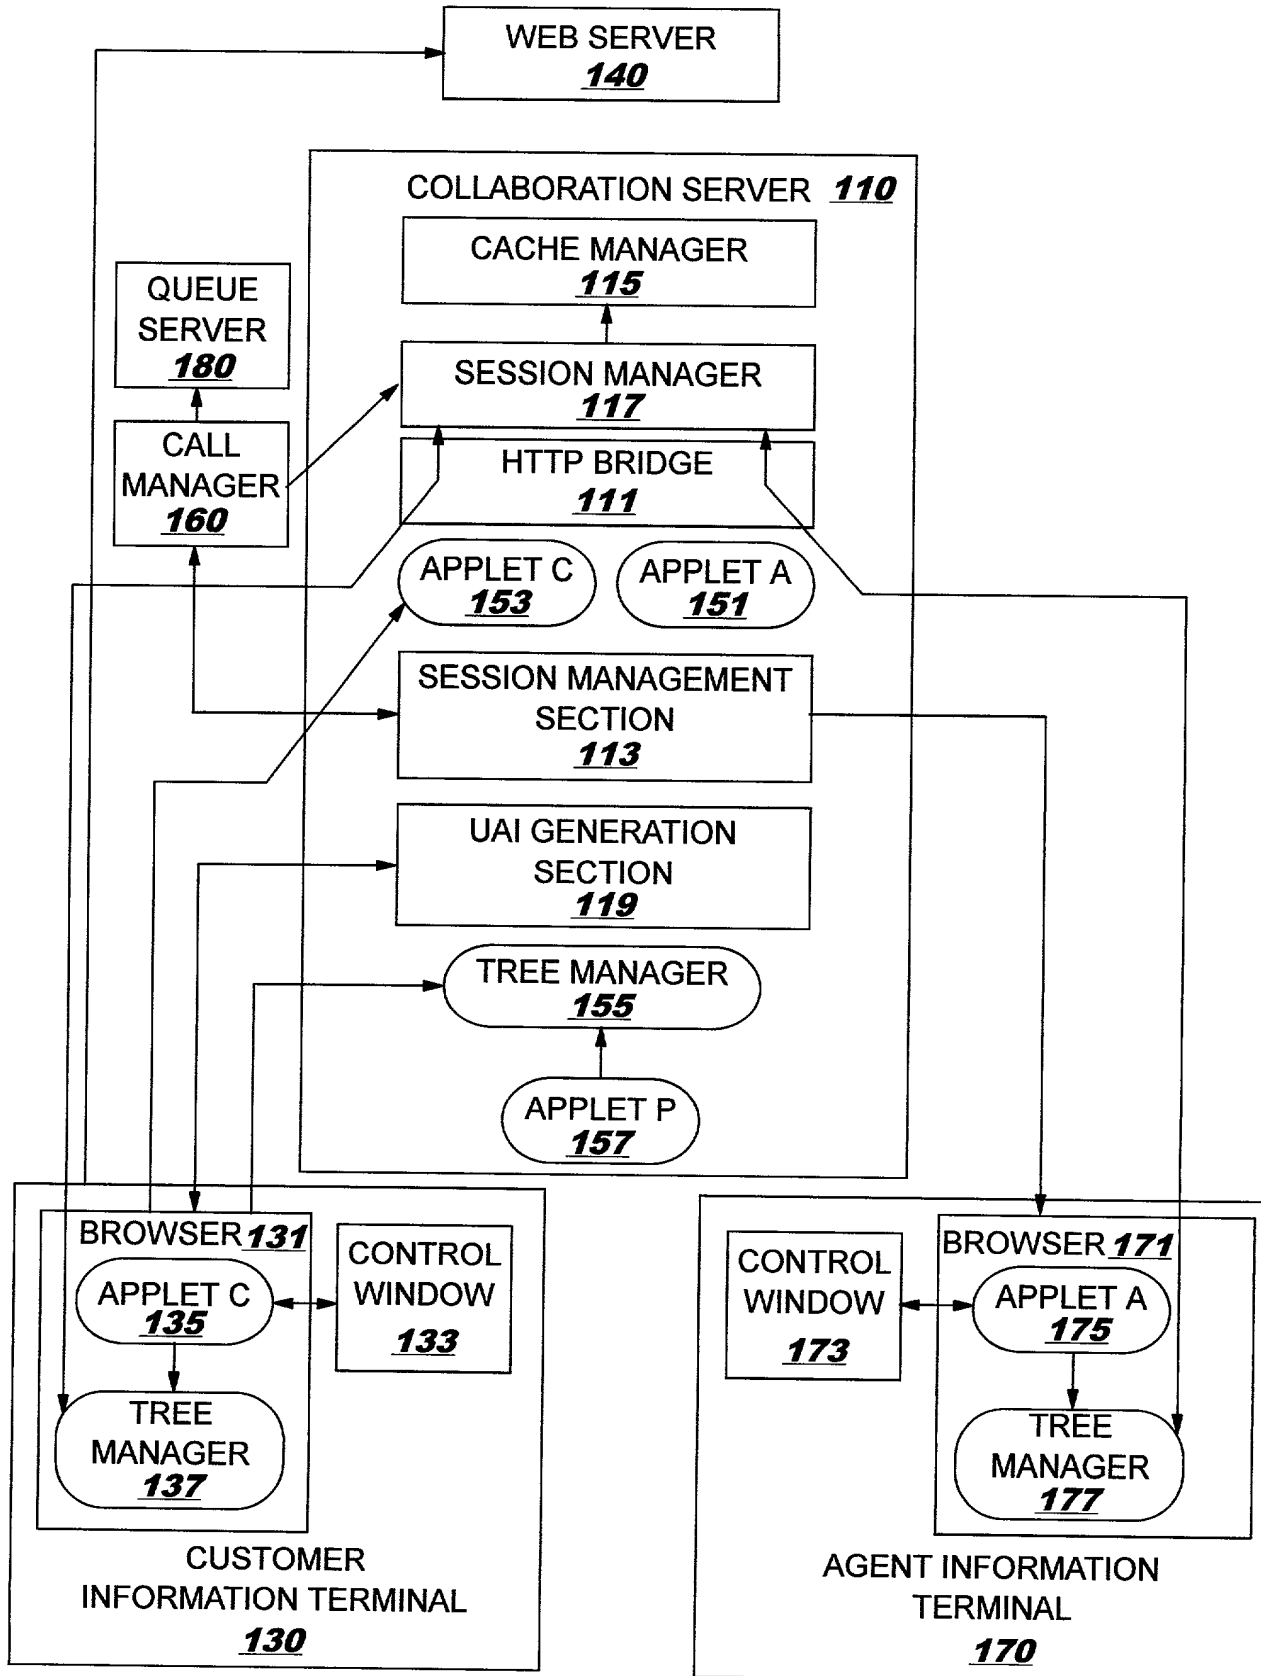 WEB SERVER
140
COLLABORATION SERVER 110
CACHE MANAGER
115
QUEUE
SERVER
180
SESSION MANAGER
117
CALL
MANAGER
160
HTTP BRIDGE
111
APPLET C
153
APPLET A
151
SESSION MANAGEMENT
SECTION
113
UAI GENERATION
SECTION
119
TREE MANAGER
155
APPLET P
157
BROWSER 131
APPLET C
135
TREE
MANAGER
137
CONTROL
WINDOW
133
CUSTOMER
INFORMATION TERMINAL
130
CONTROL
WINDOW
173
BROWSER 171
APPLET A
175
TREE
MANAGER
177
AGENT INFORMATION
TERMINAL
170